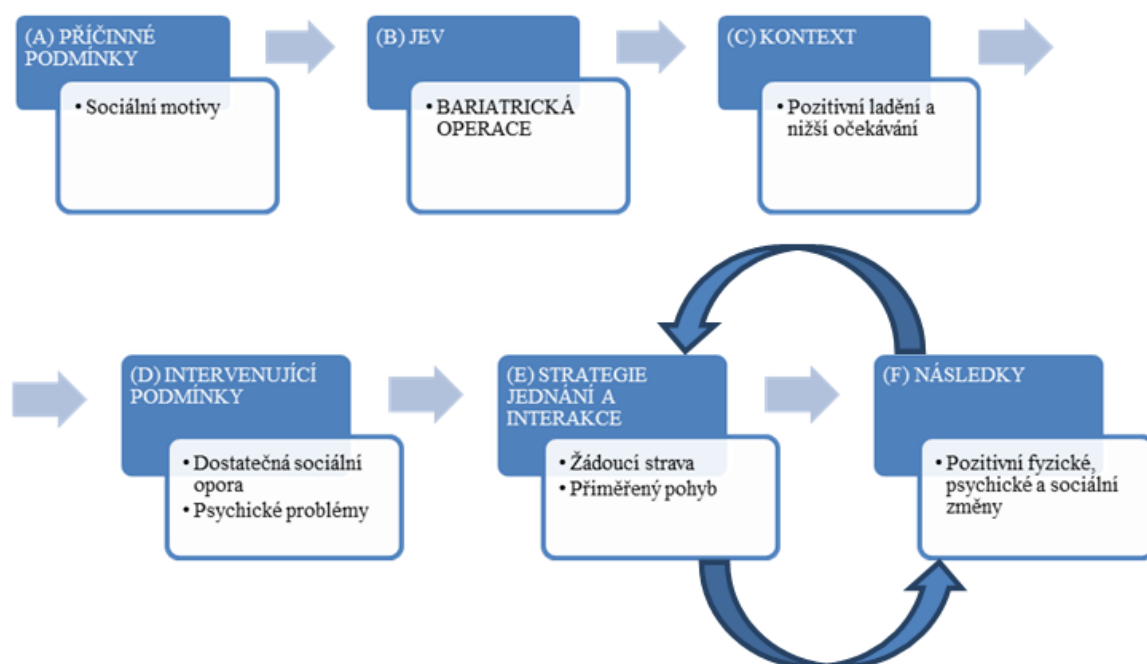 (A) PŘÍČINNÉ
PODMÍNKY
• Sociální motivy
(B) JEV
• BARIATRICKÁ
OPERACE
(C) KONTEXT
• Pozitivní ladění a
nižší očekávání
(D) INTERVENUJÍCÍ
PODMÍNKY
• Dostatečná sociální
opora
• Psychické problémy
(E) STRATEGIE
JEDNÁNÍ A
INTERAKCE
• Žádoucí strava
• Přiměřený pohyb
(F) NÁSLEDKY
• Pozitivní fyzické,
psychické a sociální
změny